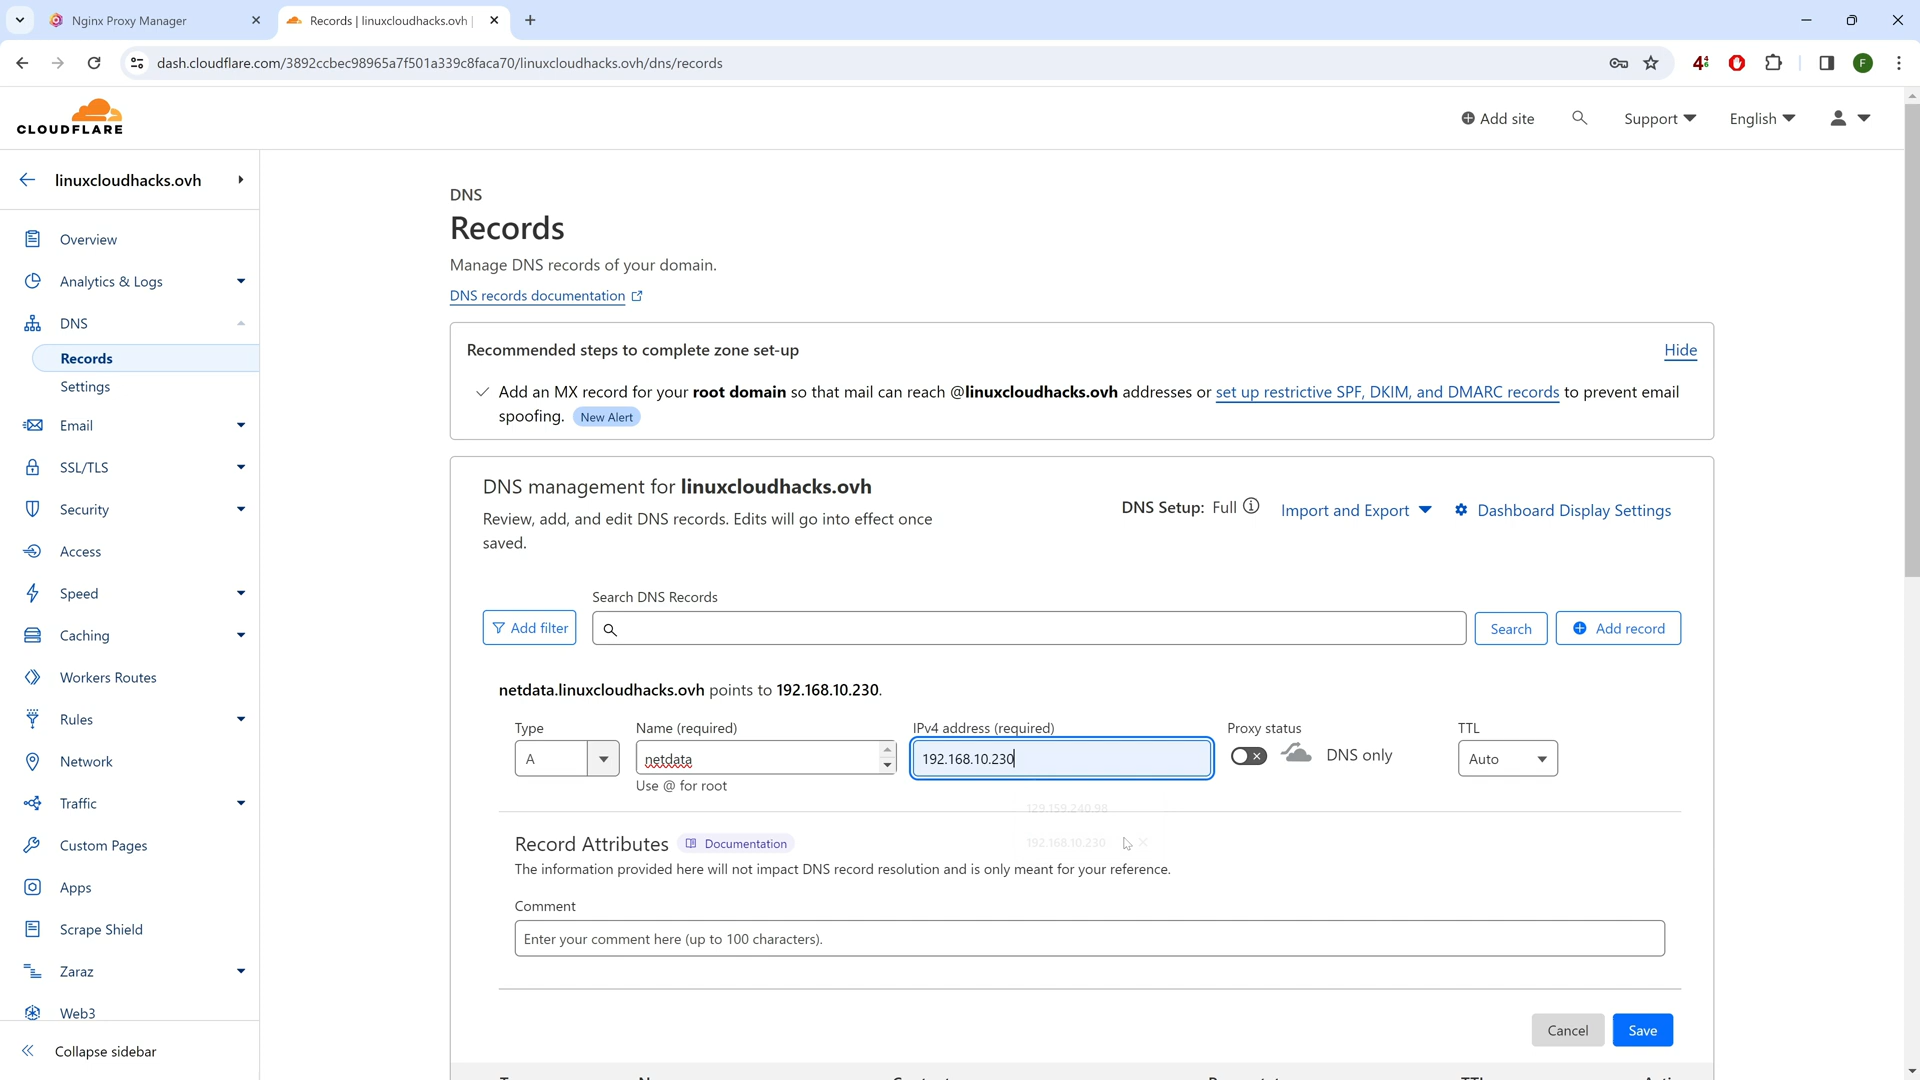 Nginx Proxy Manager
Records | linuxcloudhacks.ovh |
dash.cloudflare.com/3892ccbec98965a7f501a339c8faca70/linuxcloudhacks.ovh/dns/records
F
CLOUDFLARE
Add site
Support
English
linuxcloudhacks.ovh
Overview
Analytics & Logs
DNS
Records
Settings
Email
SSL/TLS
Security
Access
Speed
Caching
Workers Routes
Rules
Network
Traffic
Custom Pages
Apps
Scrape Shield
Zaraz
Web3
Collapse sidebar
DNS
Records
Manage DNS records of your domain.
DNS records documentation
Recommended steps to complete zone set-up
Hide
Add an MX record for your root domain so that mail can reach @linuxcloudhacks.ovh addresses or set up restrictive SPF, DKIM, and DMARC records to prevent email
spoofing. New Alert
DNS management for linuxcloudhacks.ovh
Review, add, and edit DNS records. Edits will go into effect once
saved.
DNS Setup: Full
Import and Export
Dashboard Display Settings
Search DNS Records
Add filter
Search
Add record
netdata.linuxcloudhacks.ovh points to 192.168.10.230.
Type Name (required) IPv4 address (required) Proxy status TTL
A netdata 192.168.10.230 DNS only Auto
Use @ for root
129.159.240.98
192.168.10.230
Record Attributes Documentation
The information provided here will not impact DNS record resolution and is only meant for your reference.
Comment
Enter your comment here (up to 100 characters).
Cancel Save